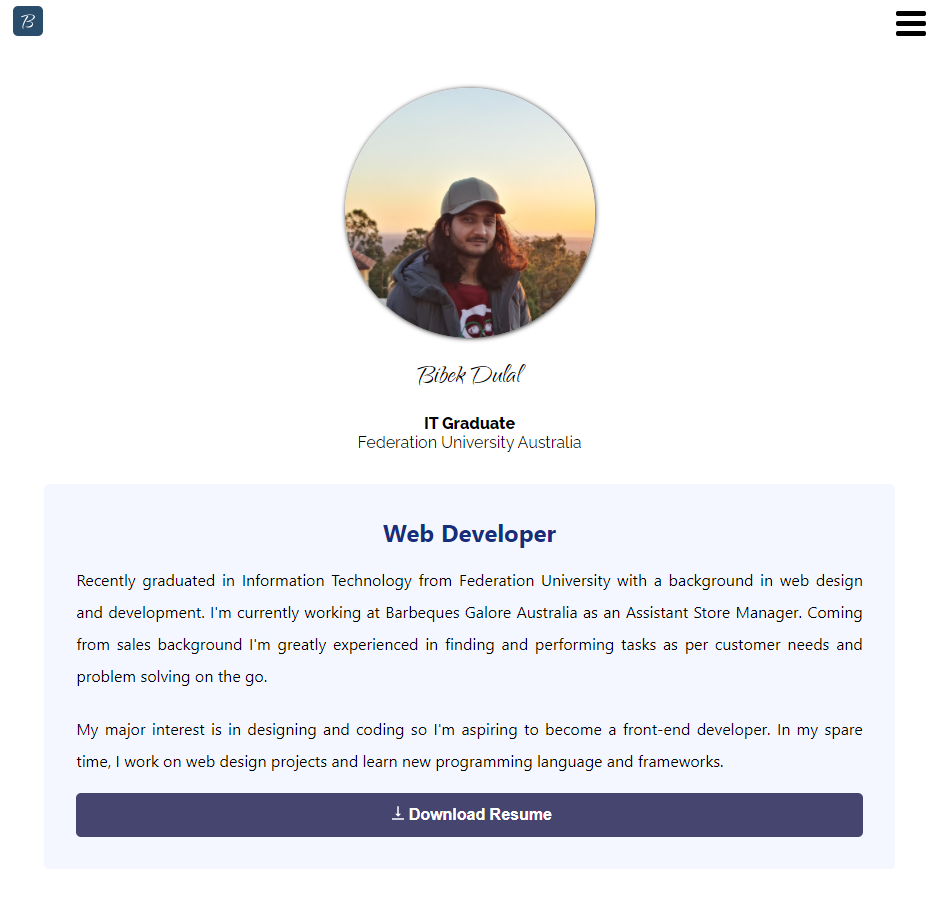 B
Bibek Dulal
IT Graduate
Federation University Australia
Web Developer
Recently graduated in Information Technology from Federation University with a background in web design
and development. I'm currently working at Barbeques Galore Australia as an Assistant Store Manager. Coming
from sales background I'm greatly experienced in finding and performing tasks as per customer needs and
problem solving on the go.
My major interest is in designing and coding so I'm aspiring to become a front-end developer. In my spare
time, I work on web design projects and learn new programming language and frameworks.
Download Resume